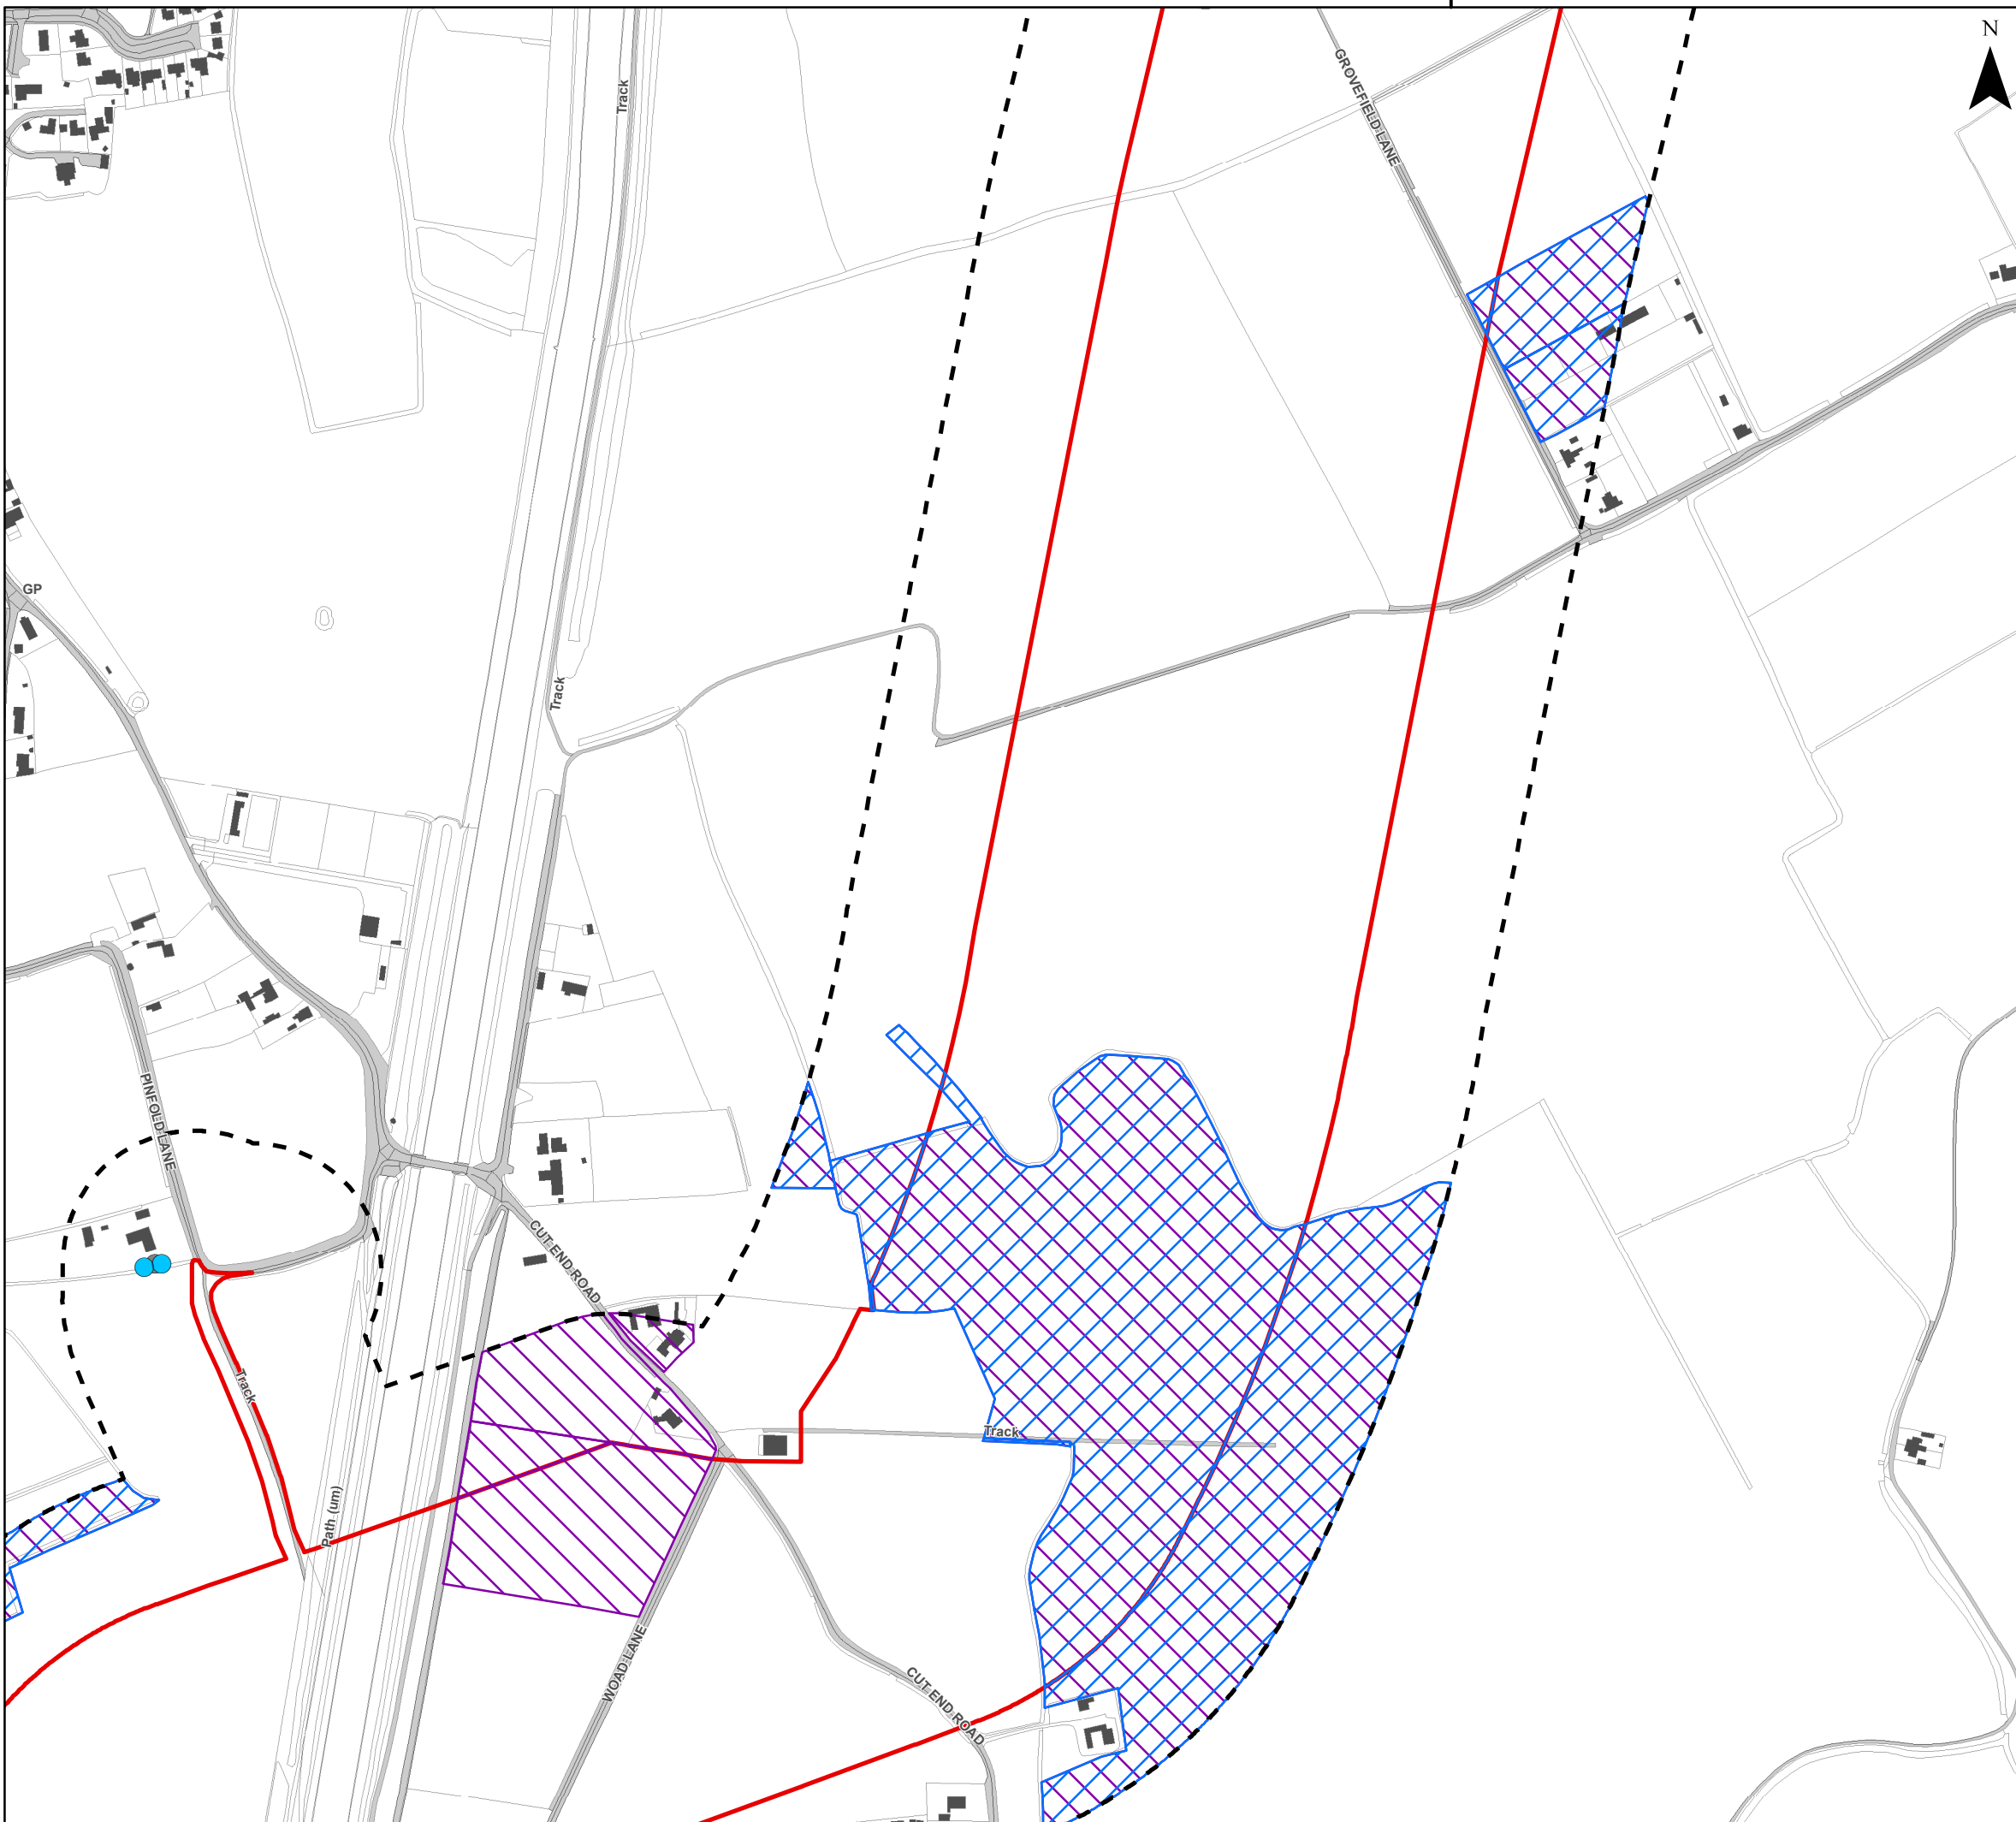 N
Track
GROVEFIELD LANE
GP
Track
PINFOLD LANE
CUT END ROAD
Track
Track
Path (um)
WOAD LANE
CUT END ROAD